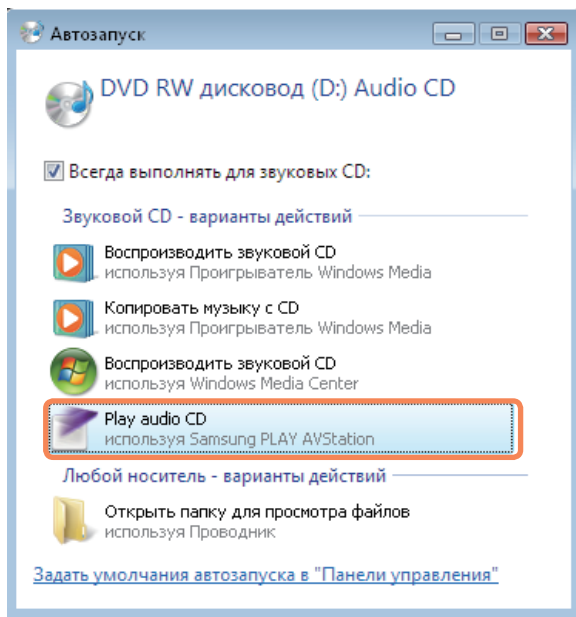 Автозапуск
DVD RW дисковод (D:) Audio CD
Всегда выполнять для звуковых CD:
Звуковой CD - варианты действий
Воспроизводить звуковой CD
используя Проигрыватель Windows Media
Копировать музыку с CD
используя Проигрыватель Windows Media
Воспроизводить звуковой CD
используя Windows Media Center
Play audio CD
используя Samsung PLAY AVStation
Любой носитель - варианты действий
Открыть папку для просмотра файлов
используя Проводник
Задать умолчания автозапуска в "Панели управления"